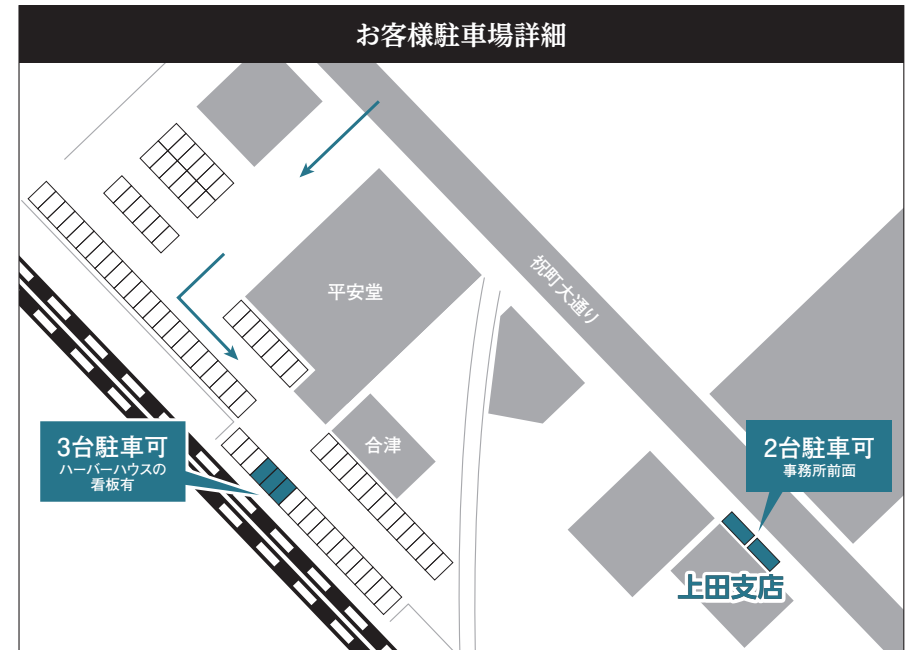 お客様駐車場詳細
祝町大通り
平安堂
3台駐車可
ハーバーハウスの
看板有
合津
2台駐車可
事務所前面
上田支店